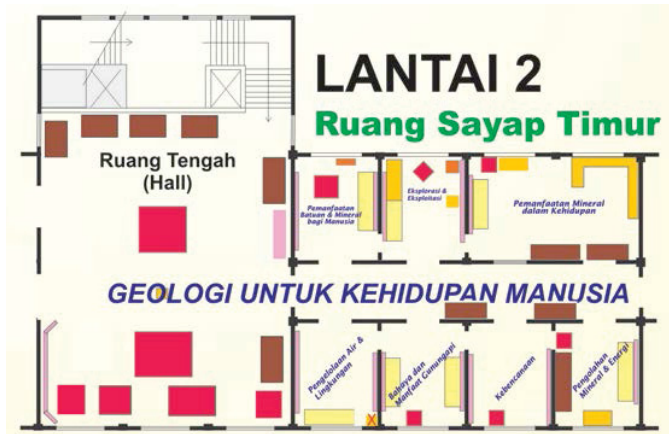 LANTAI 2
Ruang Sayap Timur
Ruang Tengah
(Hall)
Pemanfaatan
Batuan & Mineral
bagi Manusia
Eksplorasi &
Eksploitasi
Pemanfaatan Mineral
dalam Kehidupan
GEOLOGI UNTUK KEHIDUPAN MANUSIA
Pengelolaan Air &
Lingkungan
Bahaya dan
Manfaat Gunungapi
Kebencanaan
Pengolahan
Mineral & Energi